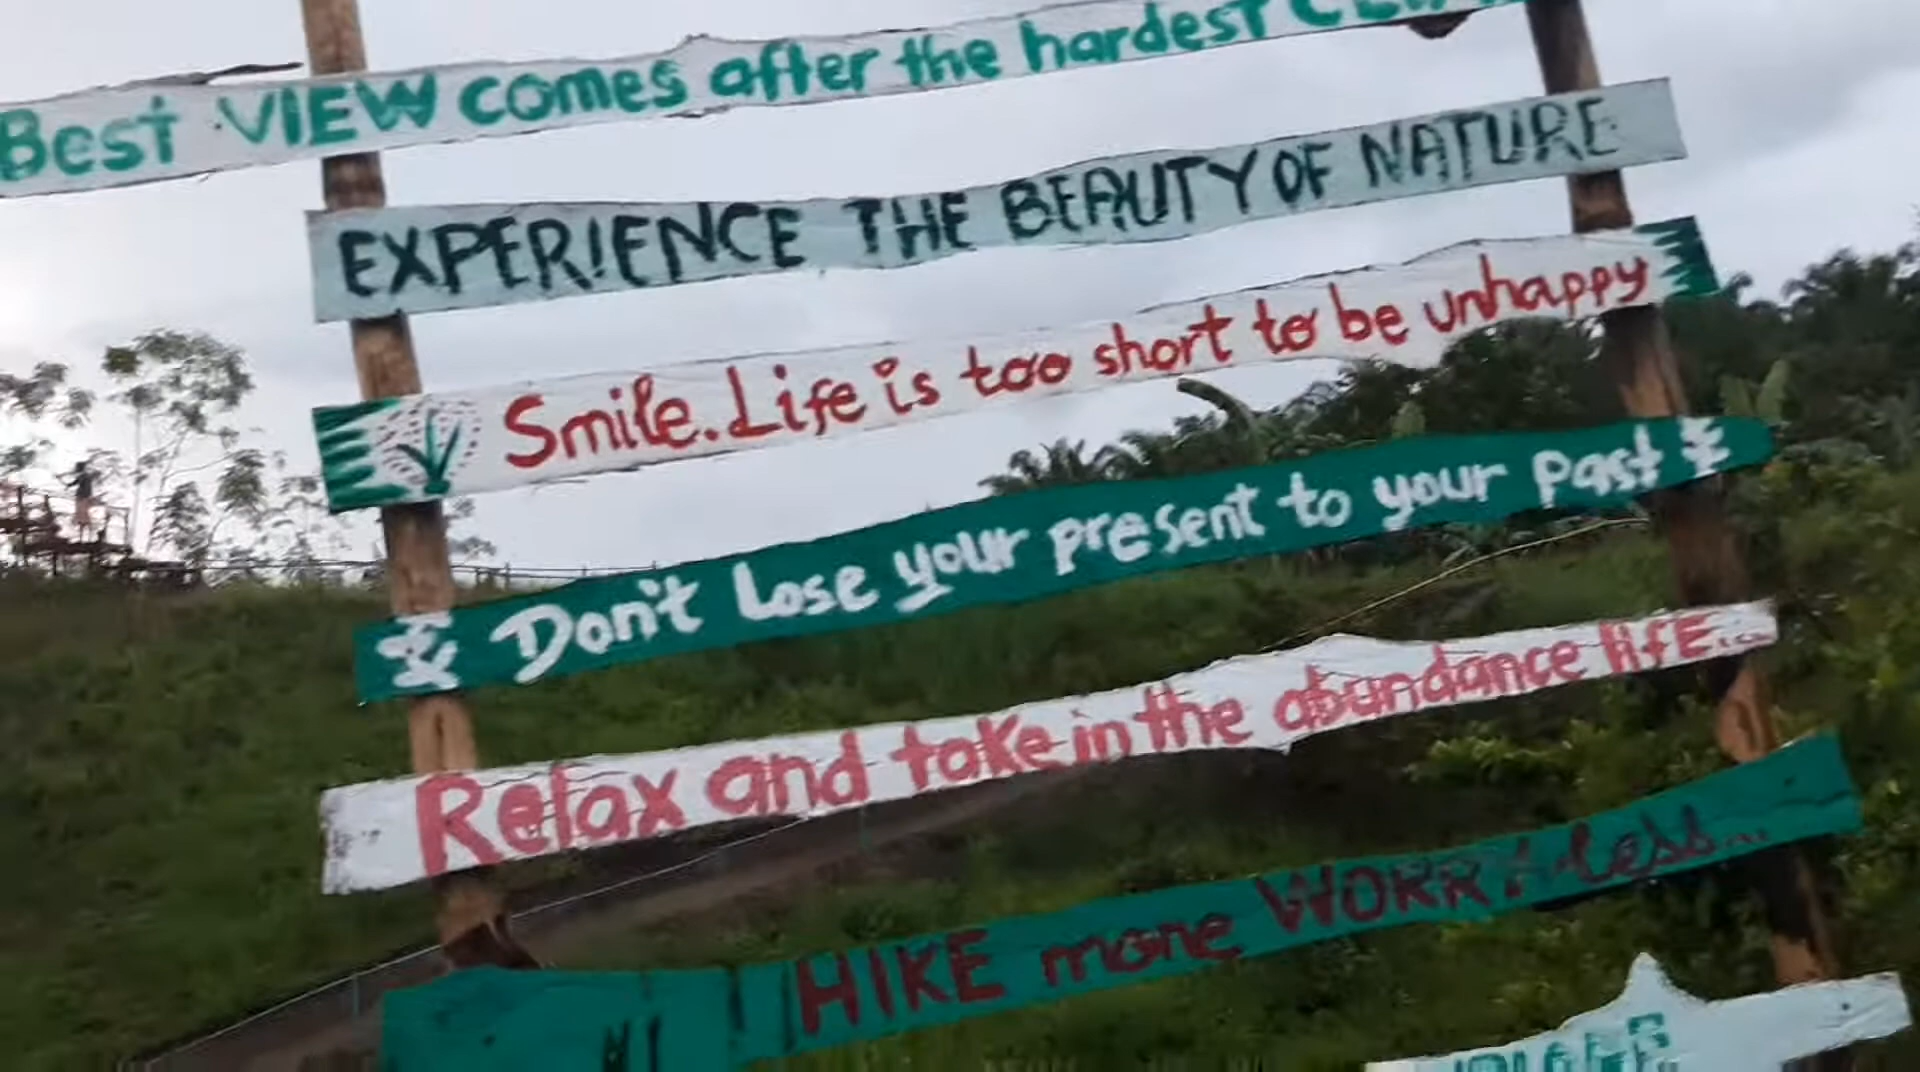 Best VIEW comes after the hardest
EXPERIENCE THE BEAUTY OF NATURE
Smile. Life is too short to be unhappy
Don't Lose your present to your past
Relax and take in the abundance lifE...
HIKE more WORRY less...